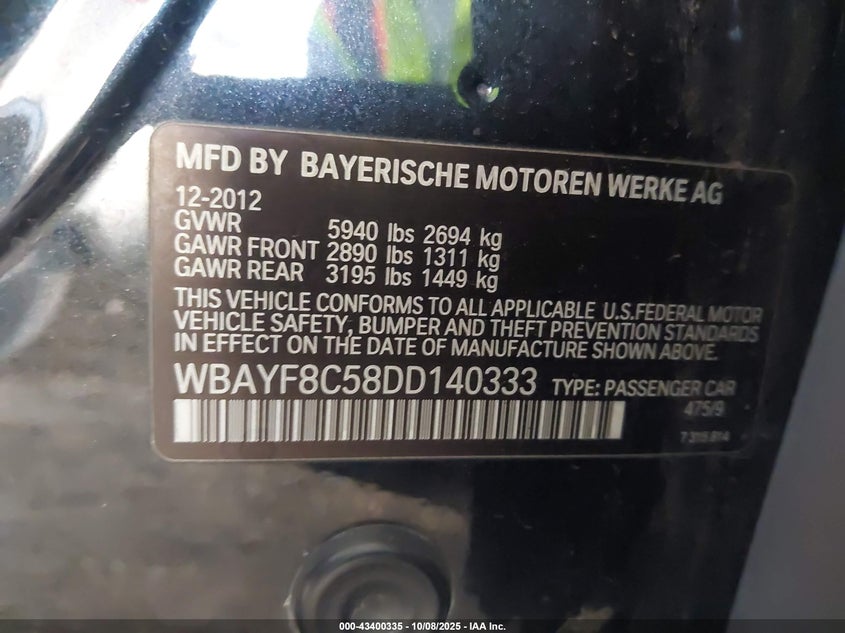 MFD BY BAYERISCHE MOTOREN WERKE AG
12-2012
GVWR 5940 lbs 2694 kg
GAWR FRONT 2890 lbs 1311 kg
GAWR REAR 3195 lbs 1449 kg
THIS VEHICLE CONFORMS TO ALL APPLICABLE U.S.FEDERAL MOTOR
VEHICLE SAFETY, BUMPER AND THEFT PREVENTION STANDARDS
IN EFFECT ON THE DATE OF MANUFACTURE SHOWN ABOVE.
WBAYF8C58DD140333 TYPE: PASSENGER CAR
475/9
000-43400335 - 10/08/2025 - IAA Inc.